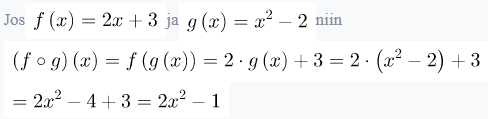 Jos f (x) = 2x + 3 ja g (x) = x² − 2 niin
(f ∘ g) (x) = f (g (x)) = 2 · g (x) + 3 = 2 · (x² − 2) + 3
= 2x² − 4 + 3 = 2x² − 1